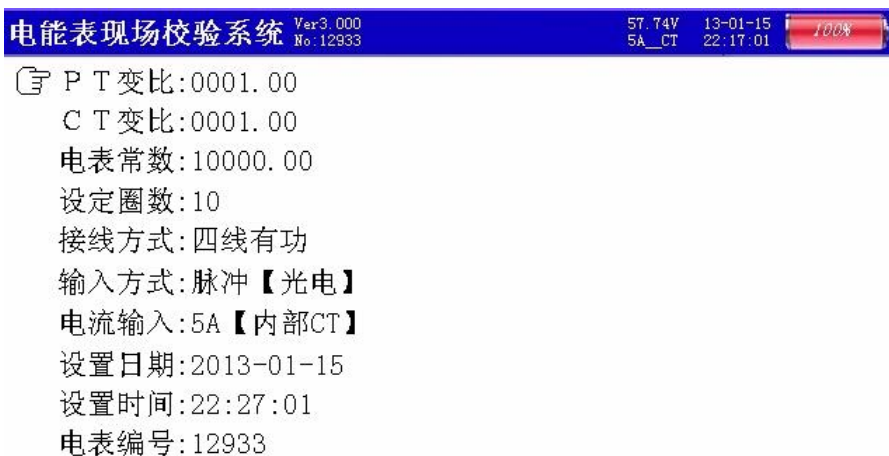 电能表现场校验系统 Ver3.000 No:12933 57.74V 5A__CT 13-01-15 22:17:01 100%
ＰＴ变比:0001.00
ＣＴ变比:0001.00
电表常数:10000.00
设定圈数:10
接线方式:四线有功
输入方式:脉冲【光电】
电流输入:5A【内部CT】
设置日期:2013-01-15
设置时间:22:27:01
电表编号:12933